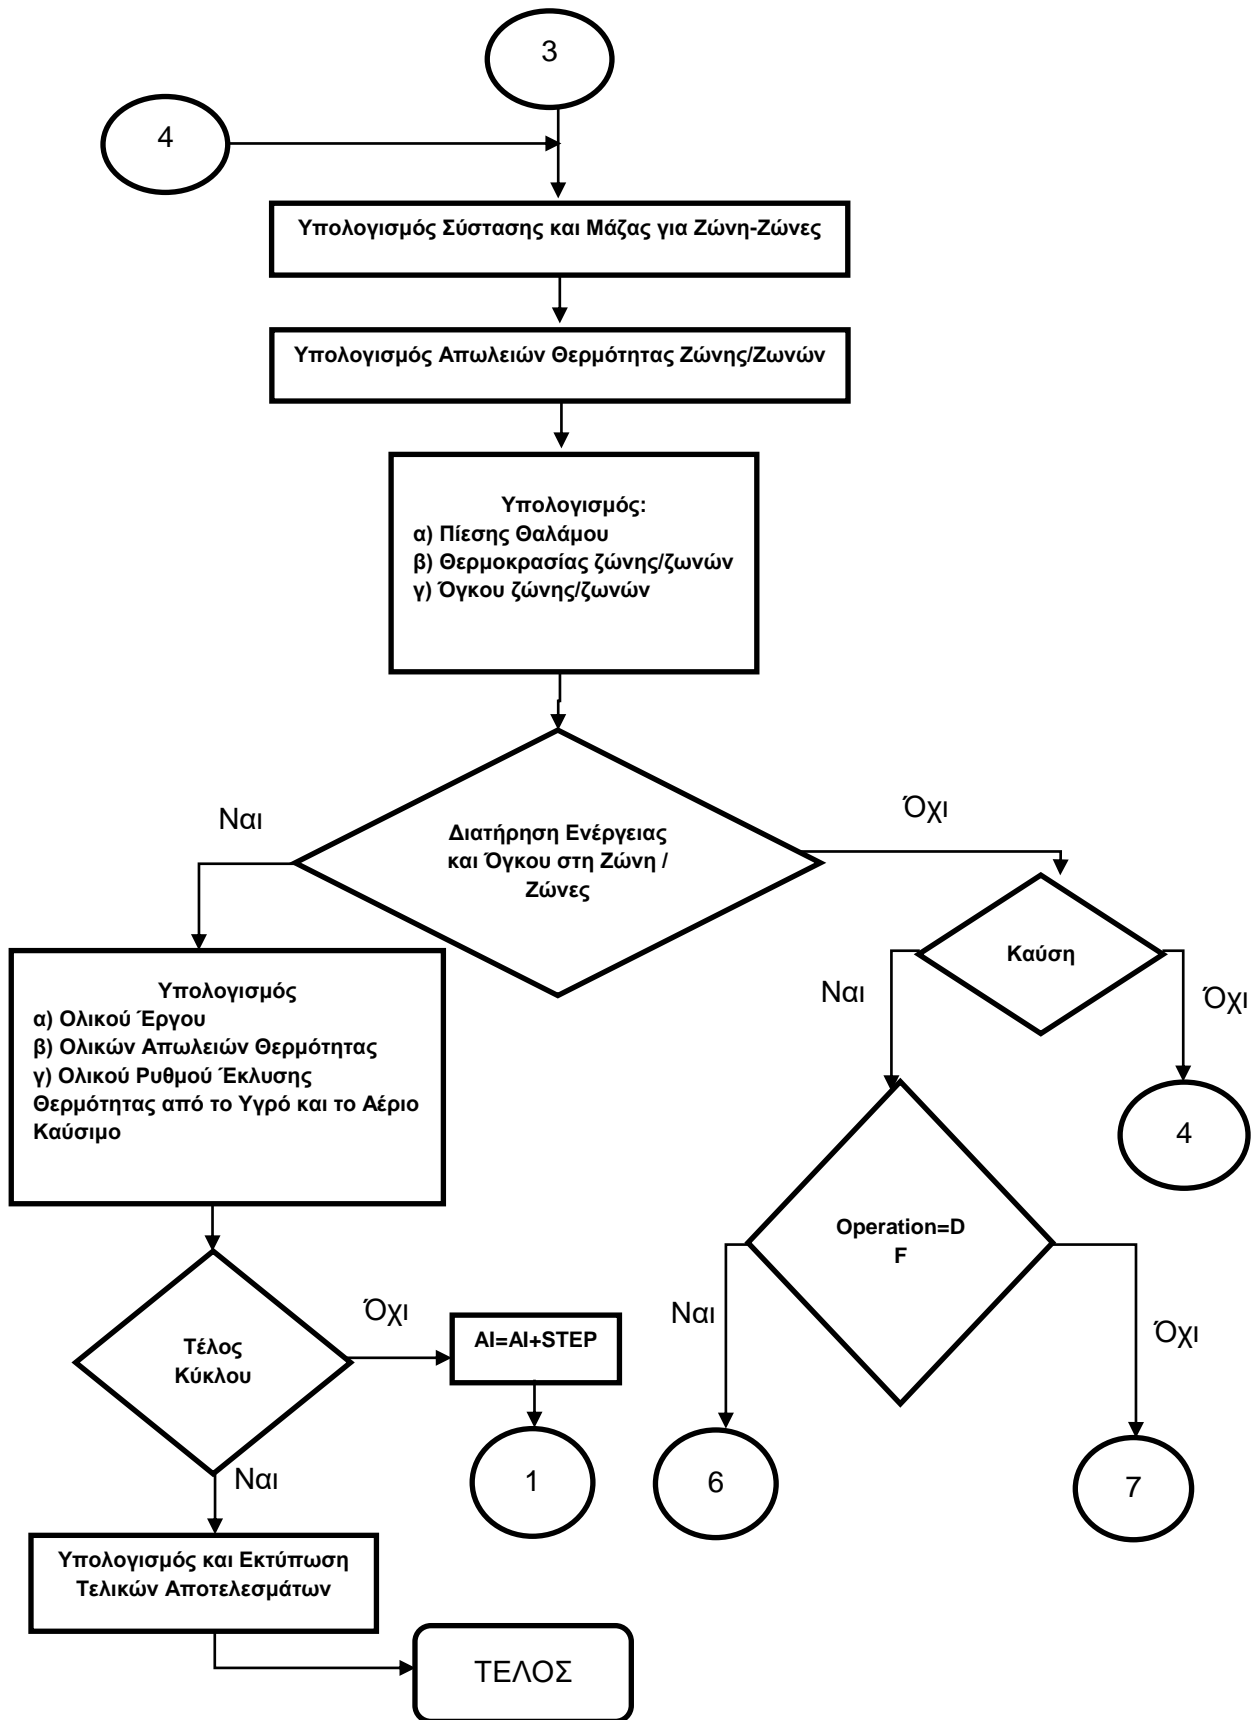 3
4
Υπολογισμός Σύστασης και Μάζας για Ζώνη-Ζώνες
Υπολογισμός Απωλειών Θερμότητας Ζώνης/Ζωνών
Υπολογισμός:
α) Πίεσης Θαλάμου
β) Θερμοκρασίας ζώνης/ζωνών
γ) Όγκου ζώνης/ζωνών
Ναι
Όχι
Διατήρηση Ενέργειας
και Όγκου στη Ζώνη /
Ζώνες
Καύση
Ναι
Όχι
Υπολογισμός
α) Ολικού Έργου
β) Ολικών Απωλειών Θερμότητας
γ) Ολικού Ρυθμού Έκλυσης
Θερμότητας από το Υγρό και το Αέριο
Καύσιμο
4
Operation=D
F
Ναι
Όχι
Τέλος
Κύκλου
Όχι
AI=AI+STEP
Ναι
1
6
7
Υπολογισμός και Εκτύπωση
Τελικών Αποτελεσμάτων
ΤΕΛΟΣ